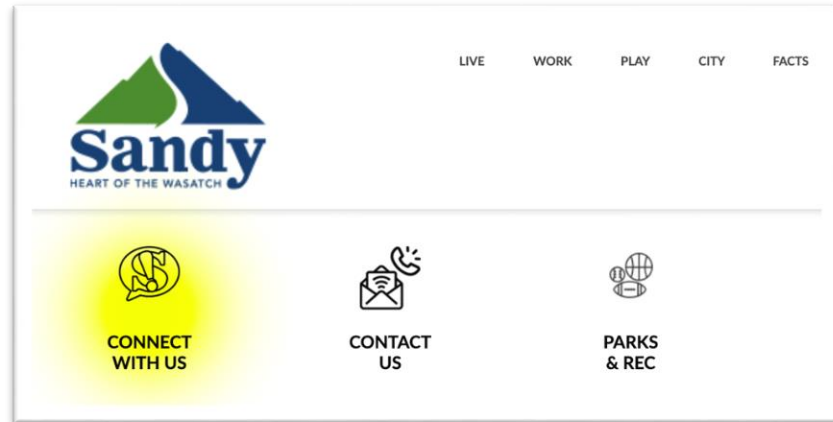 LIVE WORK PLAY CITY FACTS
Sandy
HEART OF THE WASATCH
CONNECT
WITH US
CONTACT
US
PARKS
& REC